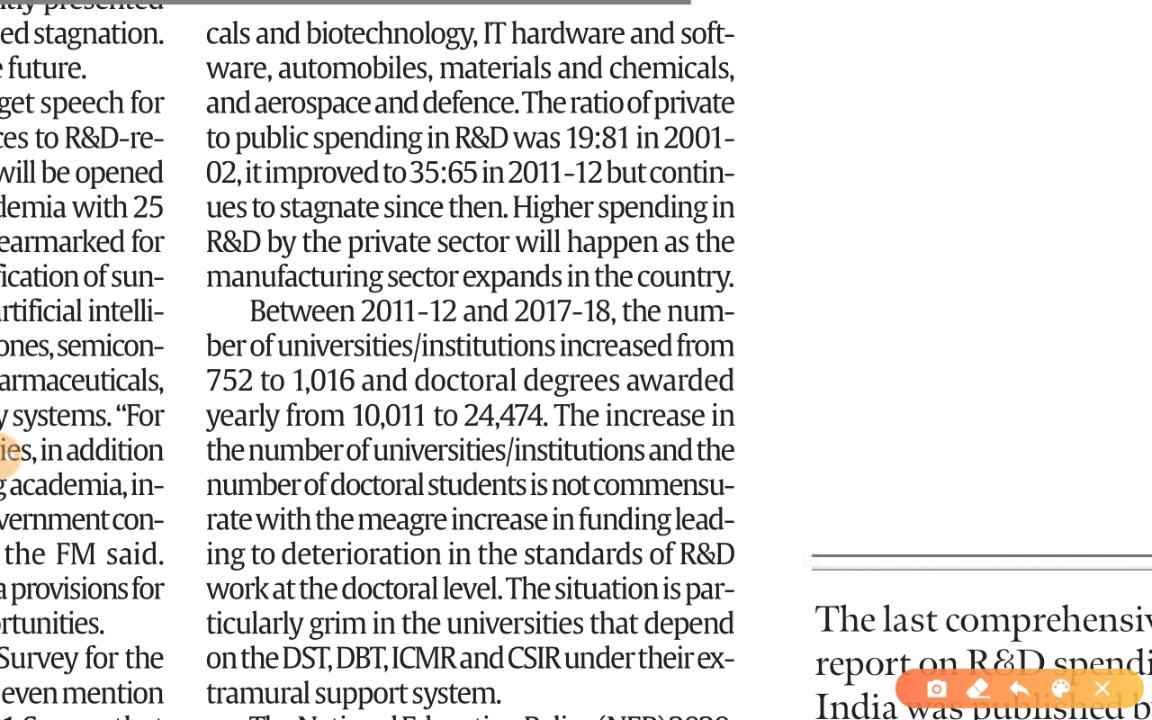 ed stagnation.
future.
get speech for
ces to R&D-re-
will be opened
demia with 25
earmarked for
fication of sun-
rtificial intelli-
ones, semicon-
armaceuticals,
y systems. “For
ies, in addition
g academia, in-
vernment con-
the FM said.
a provisions for
rtunities.
Survey for the
even mention
cals and biotechnology, IT hardware and soft-
ware, automobiles, materials and chemicals,
and aerospace and defence. The ratio of private
to public spending in R&D was 19:81 in 2001-
02, it improved to 35:65 in 2011-12 but contin-
ues to stagnate since then. Higher spending in
R&D by the private sector will happen as the
manufacturing sector expands in the country.
Between 2011-12 and 2017-18, the num-
ber of universities/institutions increased from
752 to 1,016 and doctoral degrees awarded
yearly from 10,011 to 24,474. The increase in
the number of universities/institutions and the
number of doctoral students is not commensu-
rate with the meagre increase in funding lead-
ing to deterioration in the standards of R&D
work at the doctoral level. The situation is par-
ticularly grim in the universities that depend
on the DST, DBT, ICMR and CSIR under their ex-
tramural support system.
The National Education Policy (NEP) 2020,
The last comprehensiv
report on R&D spendi
India was published b